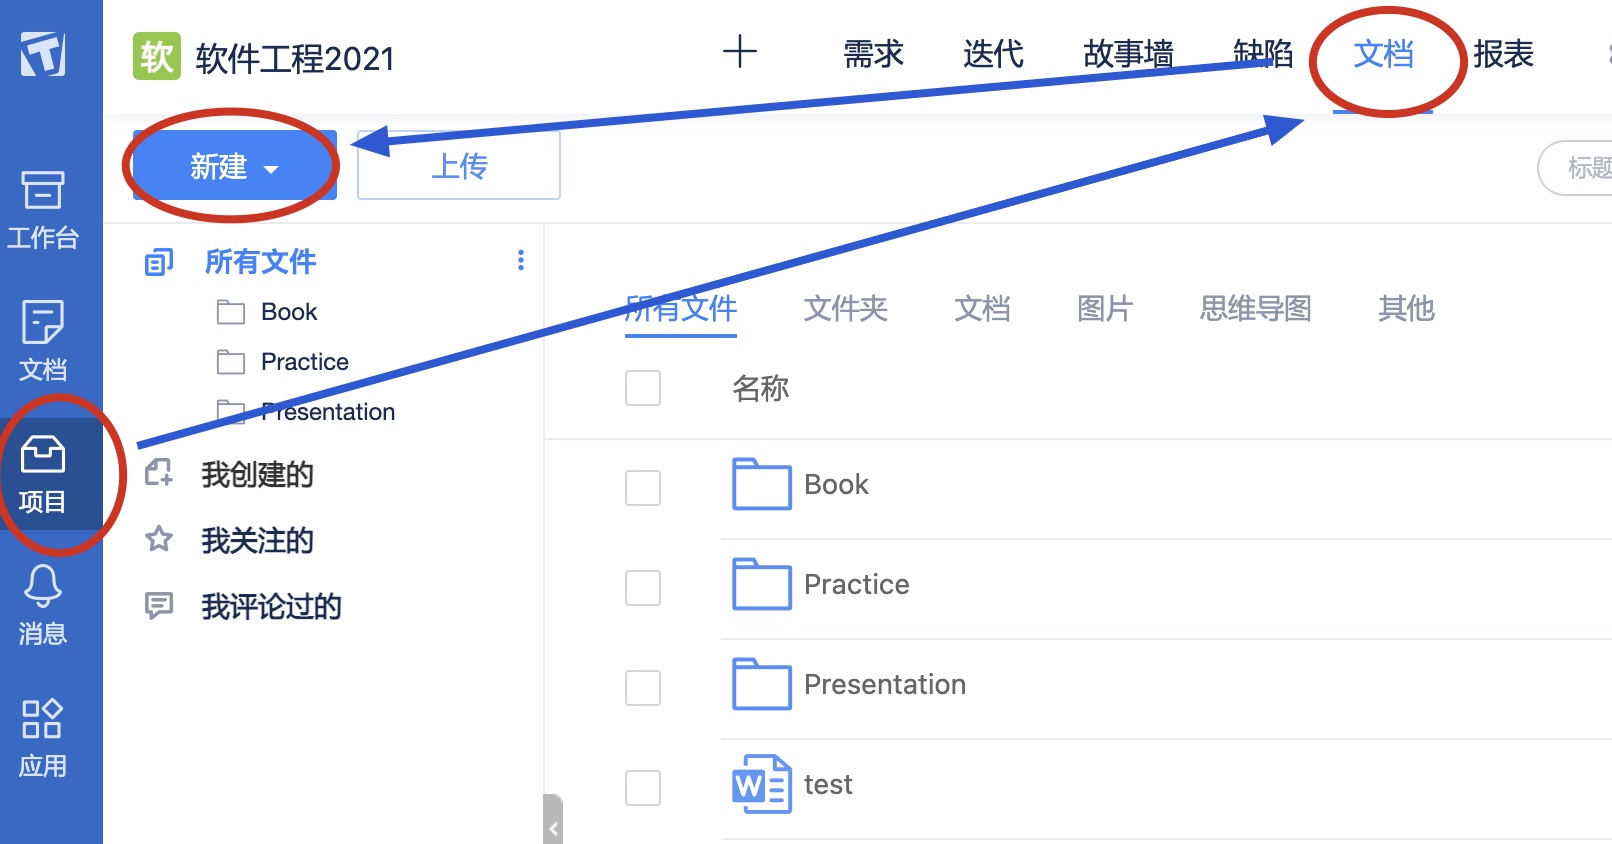 软 软件工程2021
需求 迭代 故事墙 缺陷 文档 报表
新建 上传 标题
工作台
文档
项目
消息
应用
所有文件
Book
Practice
Presentation
我创建的
我关注的
我评论过的
所有文件 文件夹 文档 图片 思维导图 其他
名称
Book
Practice
Presentation
W test